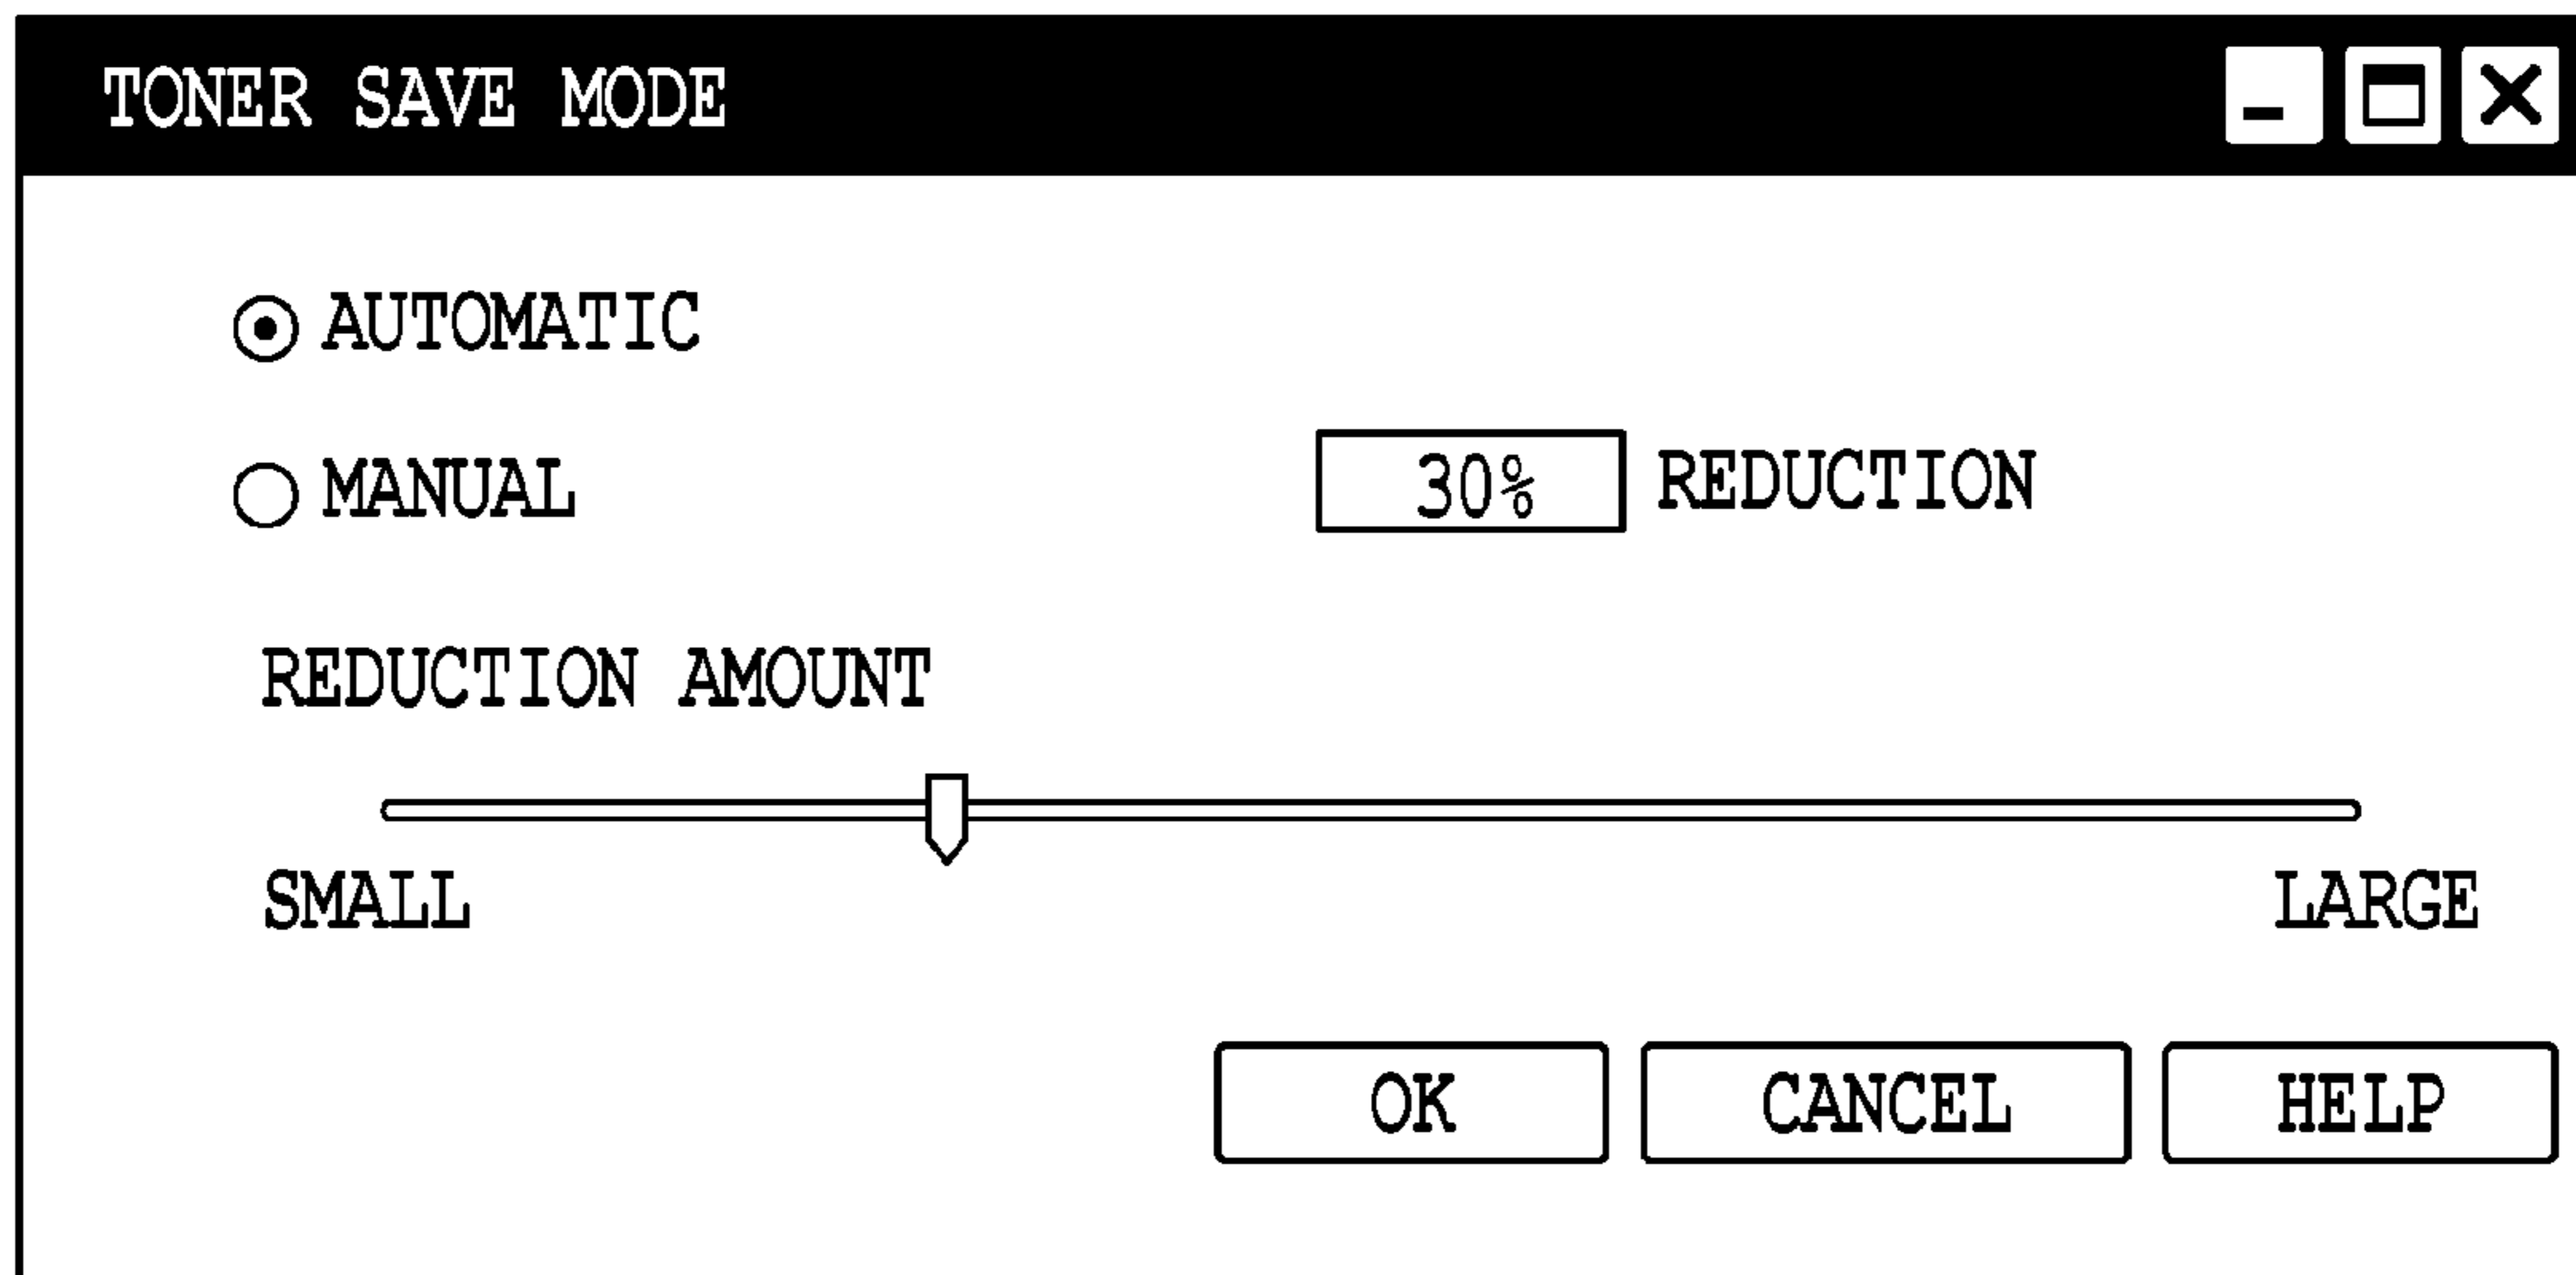 TONER SAVE MODE
AUTOMATIC
MANUAL 30% REDUCTION
REDUCTION AMOUNT
SMALL LARGE
OK CANCEL HELP